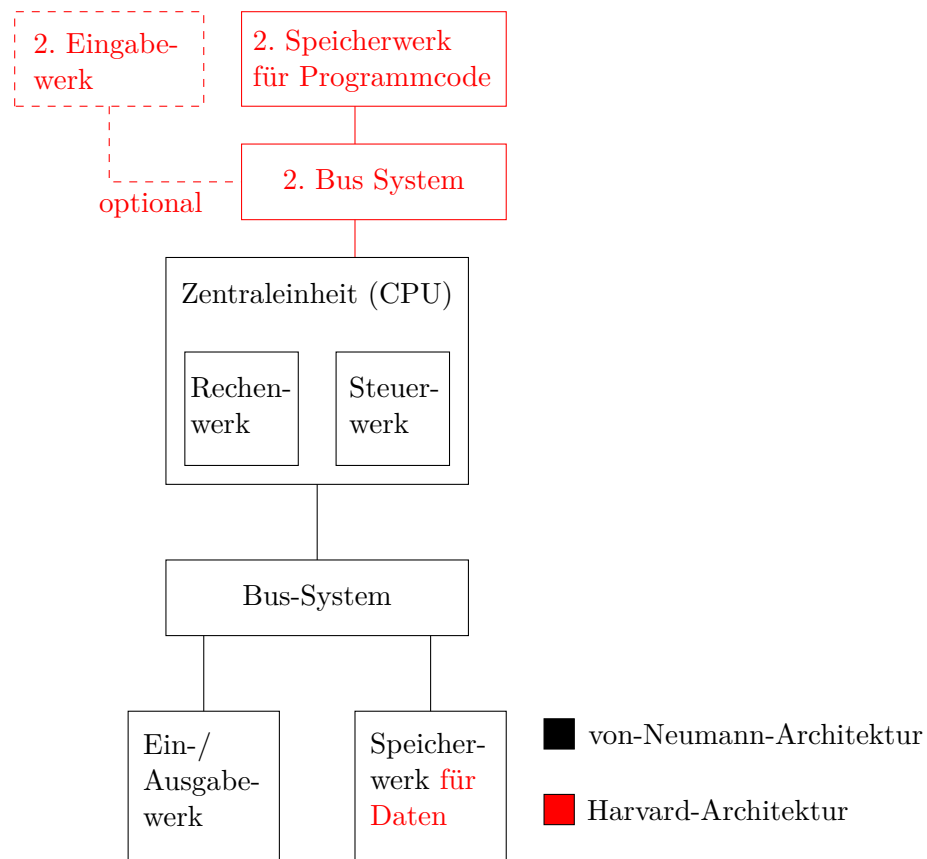 2. Eingabe-
werk
2. Speicherwerk
für Programmcode
2. Bus System
optional
Zentraleinheit (CPU)
Rechen-
werk
Steuer-
werk
Bus-System
Ein-/
Ausgabe-
werk
Speicher-
werk für
Daten
von-Neumann-Architektur
Harvard-Architektur